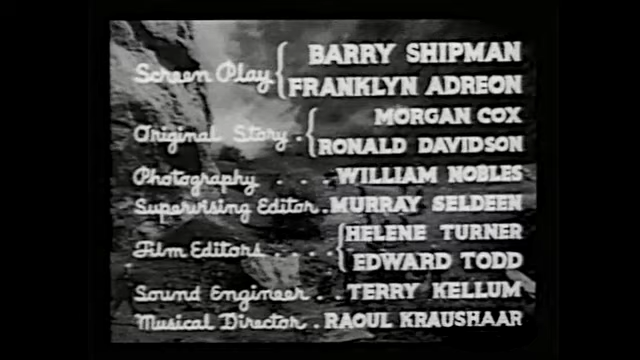 Screen Play { BARRY SHIPMAN
FRANKLYN ADREON
Original Story . { MORGAN COX
RONALD DAVIDSON
Photography . . . WILLIAM NOBLES
Supervising Editor . MURRAY SELDEEN
Film Editors . . . . { HELENE TURNER
EDWARD TODD
Sound Engineer . . TERRY KELLUM
Musical Director . RAOUL KRAUSHAAR